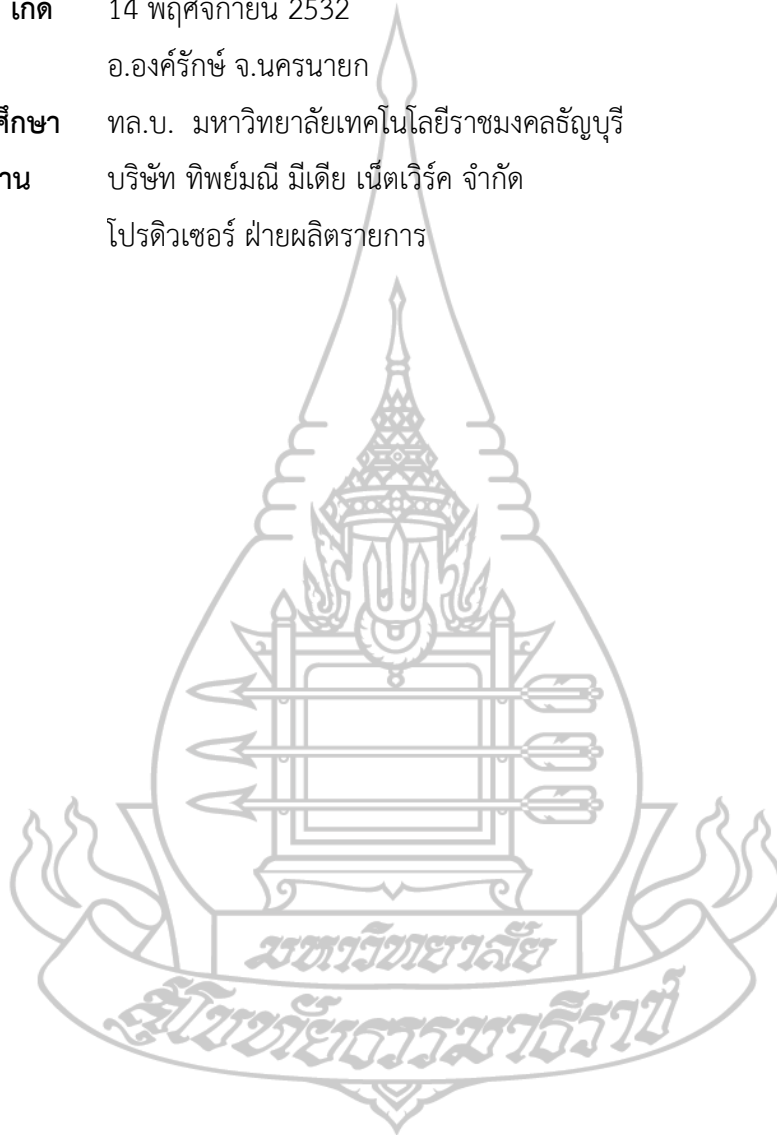 เกิด 14 พฤศจิกายน 2532
อ.องค์รักษ์ จ.นครนายก
ศึกษา ทล.บ. มหาวิทยาลัยเทคโนโลยีราชมงคลธัญบุรี
บริษัท ทิพย์มณี มีเดีย เน็ตเวิร์ค จำกัด
โปรดิวเซอร์ ฝ่ายผลิตรายการ
มหาวิทยาลัย
สุโขทัยธรรมาธิราช